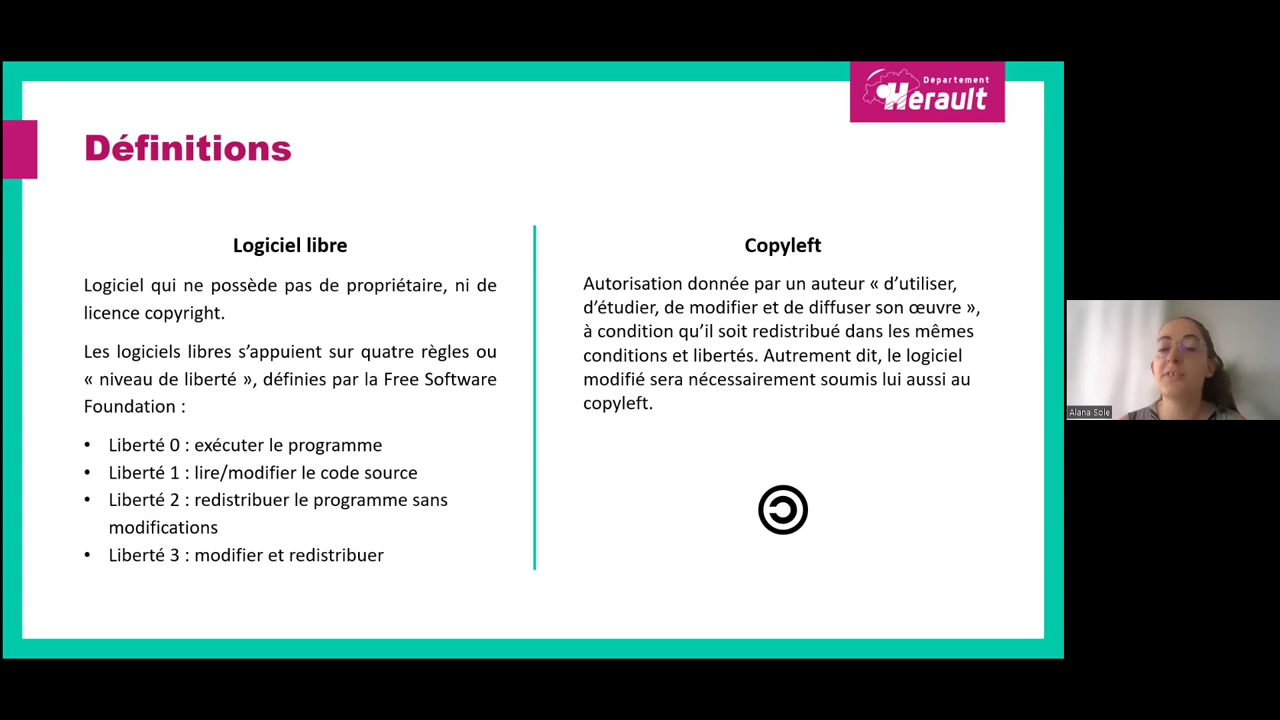 Departement
Hérault
Définitions
Logiciel libre
Logiciel qui ne possède pas de propriétaire, ni de
licence copyright.
Les logiciels libres s’appuient sur quatre règles ou
« niveau de liberté », définies par la Free Software
Foundation :
• Liberté 0 : exécuter le programme
• Liberté 1 : lire/modifier le code source
• Liberté 2 : redistribuer le programme sans
modifications
• Liberté 3 : modifier et redistribuer
Copyleft
Autorisation donnée par un auteur « d’utiliser,
d’étudier, de modifier et de diffuser son œuvre »,
à condition qu’il soit redistribué dans les mêmes
conditions et libertés. Autrement dit, le logiciel
modifié sera nécessairement soumis lui aussi au
copyleft.
Alana Sole